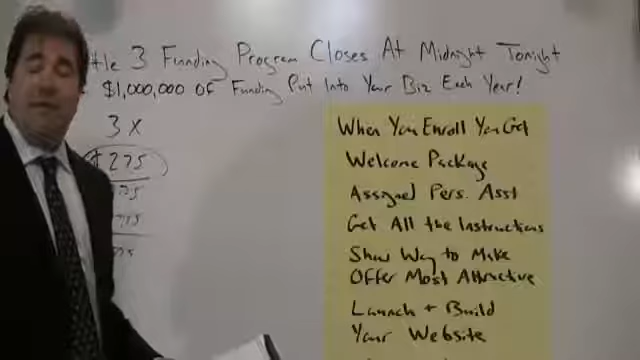 tle 3 Funding Program Closes At Midnight Tonight
$1,000,000 OF Funding Put Into Your Biz Each Year!
3 x
$275
When You Enroll You Get
Welcome Package
Assigned Pers. Asst
Get All the Instructions
Show Way to Make
Offer Most Attractive
Launch + Build
Your Website